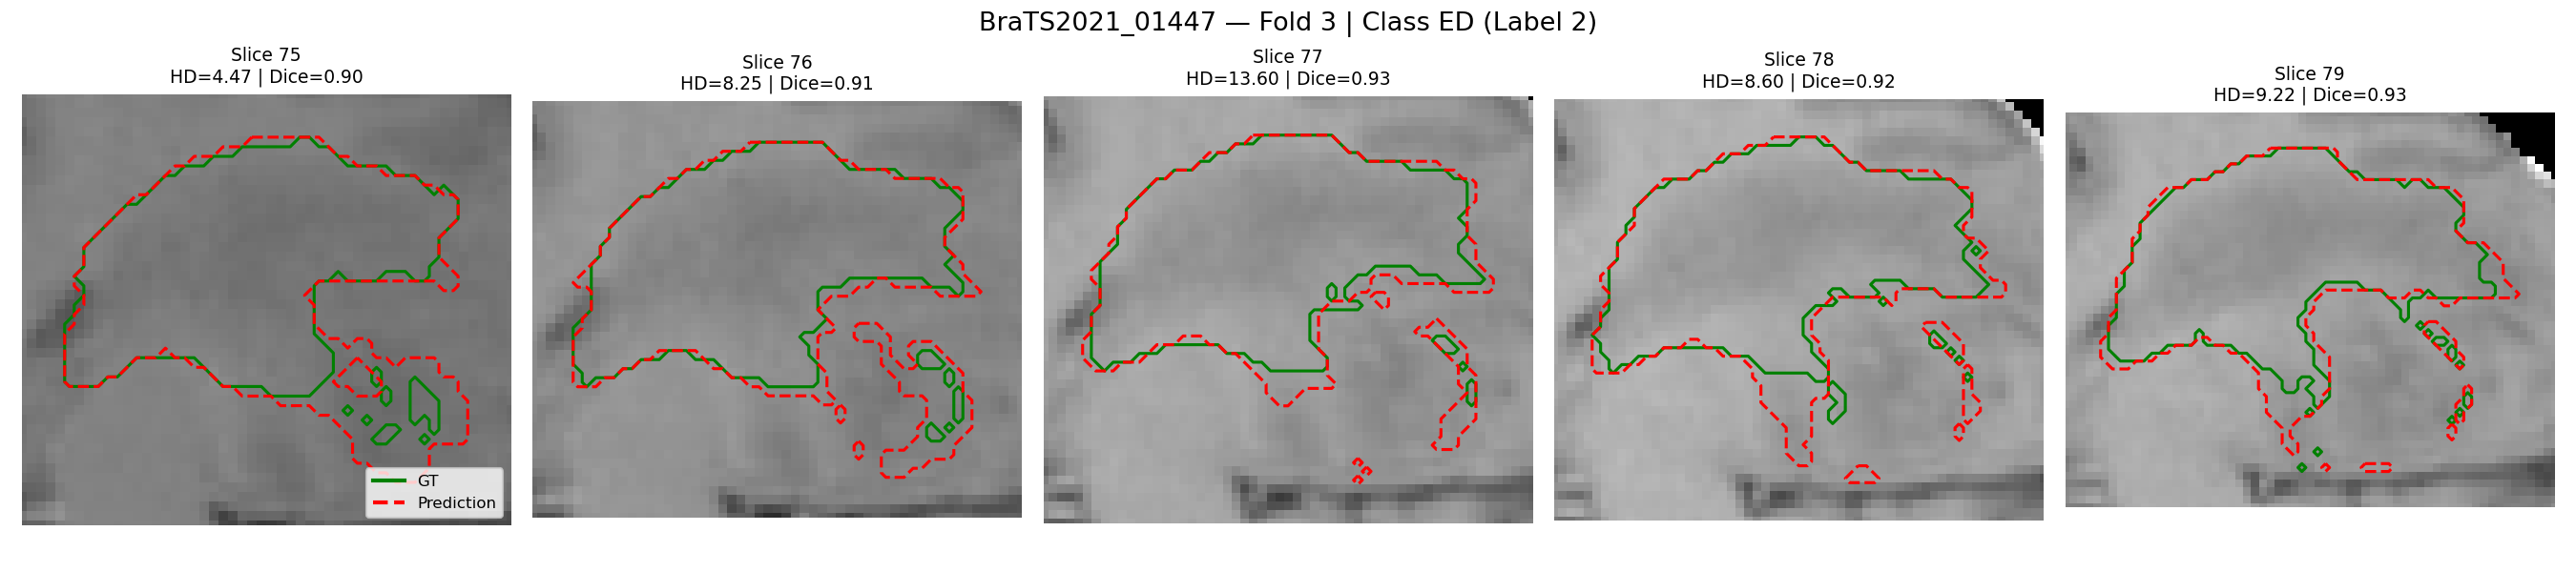 BraTS2021_01447 — Fold 3 | Class ED (Label 2)
Slice 75
HD=4.47 | Dice=0.90
Slice 76
HD=8.25 | Dice=0.91
Slice 77
HD=13.60 | Dice=0.93
Slice 78
HD=8.60 | Dice=0.92
Slice 79
HD=9.22 | Dice=0.93
GT
Prediction